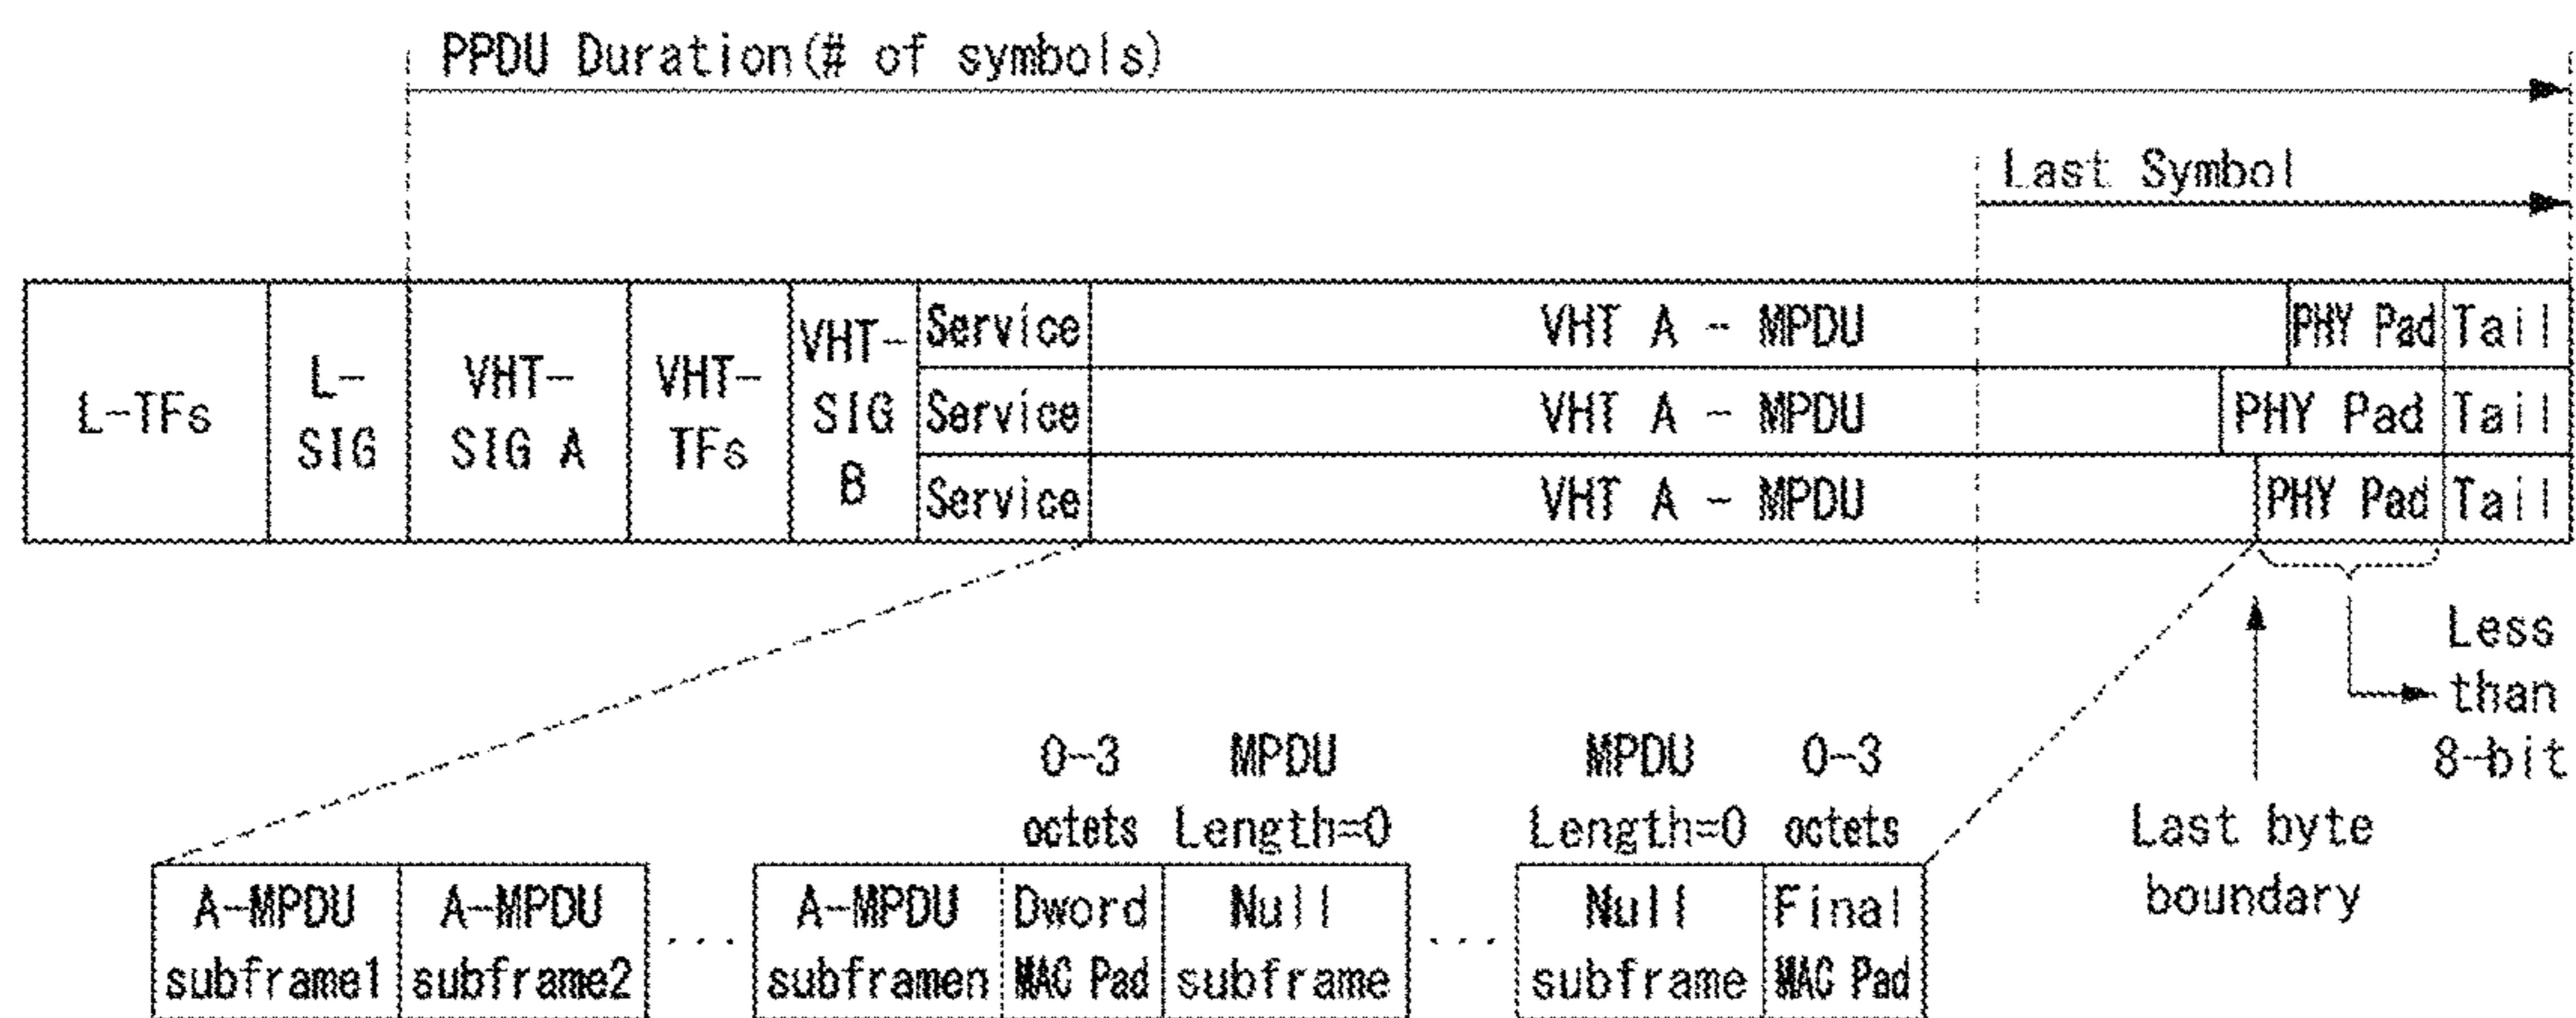 PPDU Duration(# of symbols)
Last Symbol
L-TFs
L-
SIG
VHT-
SIG A
VHT-
TFs
VHT-
SIG
B
Service
VHT A - MPDU
PHY Pad
Tail
Service
VHT A - MPDU
PHY Pad
Tail
Service
VHT A - MPDU
PHY Pad
Tail
Less
than
8-bit
Last byte
boundary
0-3
octets
MPDU
Length=0
MPDU
Length=0
0-3
octets
A-MPDU
subframe1
A-MPDU
subframe2
...
A-MPDU
subframen
Dword
MAC Pad
Null
subframe
...
Null
subframe
Final
MAC Pad